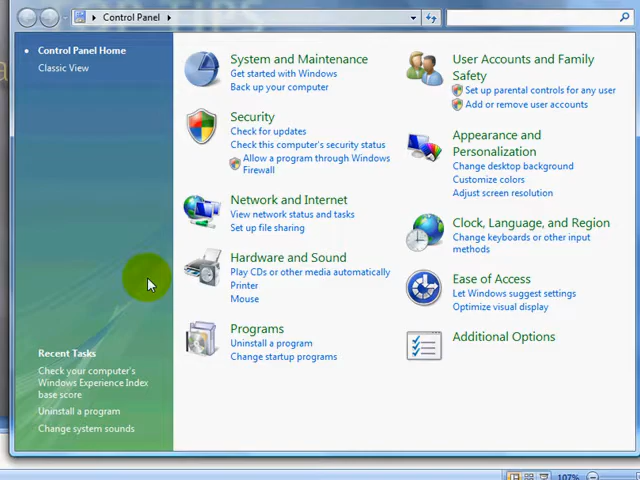 Control Panel
Control Panel Home
Classic View
System and Maintenance
Get started with Windows
Back up your computer
Security
Check for updates
Check this computer's security status
Allow a program through Windows
Firewall
Network and Internet
View network status and tasks
Set up file sharing
Hardware and Sound
Play CDs or other media automatically
Printer
Mouse
Programs
Uninstall a program
Change startup programs
User Accounts and Family
Safety
Set up parental controls for any user
Add or remove user accounts
Appearance and
Personalization
Change desktop background
Customize colors
Adjust screen resolution
Clock, Language, and Region
Change keyboards or other input
methods
Ease of Access
Let Windows suggest settings
Optimize visual display
Additional Options
Recent Tasks
Check your computer's
Windows Experience Index
base score
Uninstall a program
Change system sounds
107%